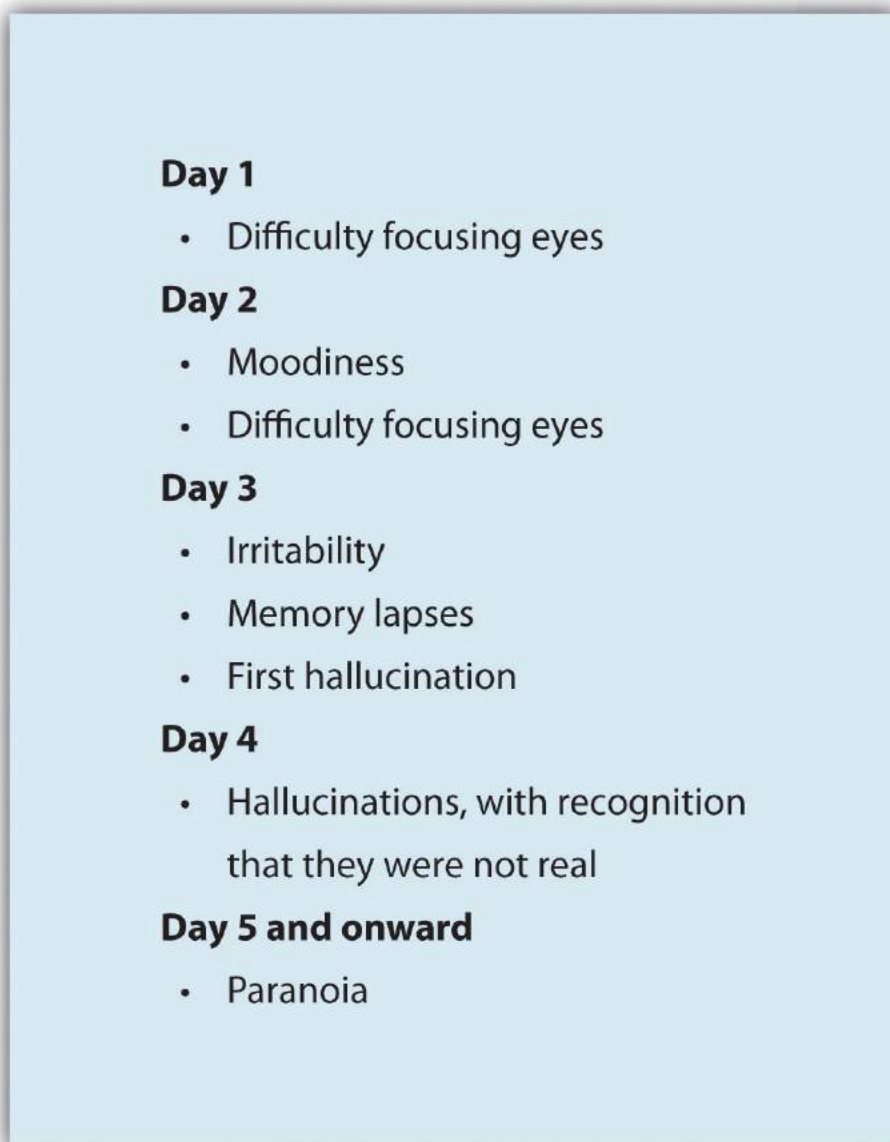 Day 1
• Difficulty focusing eyes
Day 2
• Moodiness
• Difficulty focusing eyes
Day 3
• Irritability
• Memory lapses
• First hallucination
Day 4
• Hallucinations, with recognition
that they were not real
Day 5 and onward
• Paranoia